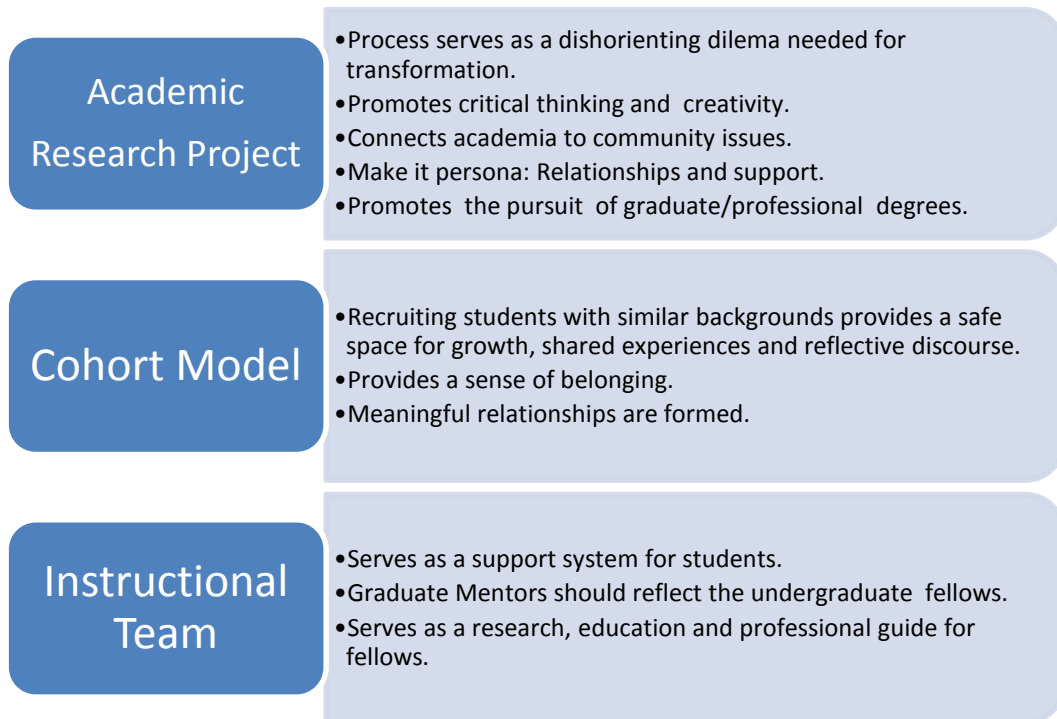 Academic
Research Project
•Process serves as a dishorienting dilemma needed for
transformation.
•Promotes critical thinking and creativity.
•Connects academia to community issues.
•Make it persona: Relationships and support.
•Promotes the pursuit of graduate/professional degrees.
Cohort Model
•Recruiting students with similar backgrounds provides a safe
space for growth, shared experiences and reflective discourse.
•Provides a sense of belonging.
•Meaningful relationships are formed.
Instructional
Team
•Serves as a support system for students.
•Graduate Mentors should reflect the undergraduate fellows.
•Serves as a research, education and professional guide for
fellows.